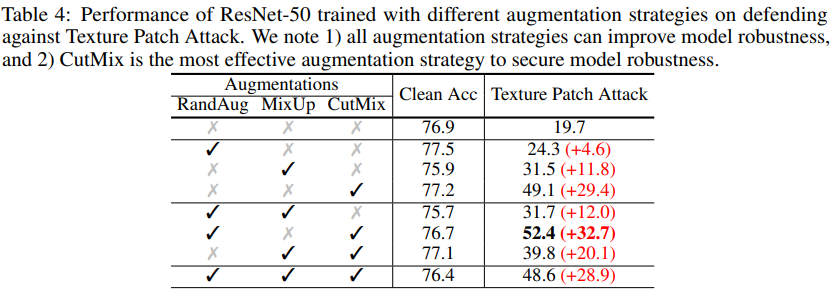 Table 4: Performance of ResNet-50 trained with different augmentation strategies on defending
against Texture Patch Attack. We note 1) all augmentation strategies can improve model robustness,
and 2) CutMix is the most effective augmentation strategy to secure model robustness.
Augmentations Clean Acc Texture Patch Attack
RandAug MixUp CutMix
✗ ✗ ✗ 76.9 19.7
✓ ✗ ✗ 77.5 24.3 (+4.6)
✗ ✓ ✗ 75.9 31.5 (+11.8)
✗ ✗ ✓ 77.2 49.1 (+29.4)
✓ ✓ ✗ 75.7 31.7 (+12.0)
✓ ✗ ✓ 76.7 52.4 (+32.7)
✗ ✓ ✓ 77.1 39.8 (+20.1)
✓ ✓ ✓ 76.4 48.6 (+28.9)